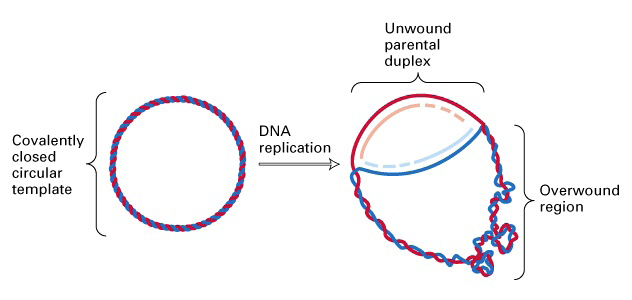 Unwound
parental
duplex
Covalently
closed
circular
template
DNA
replication
Overwound
region